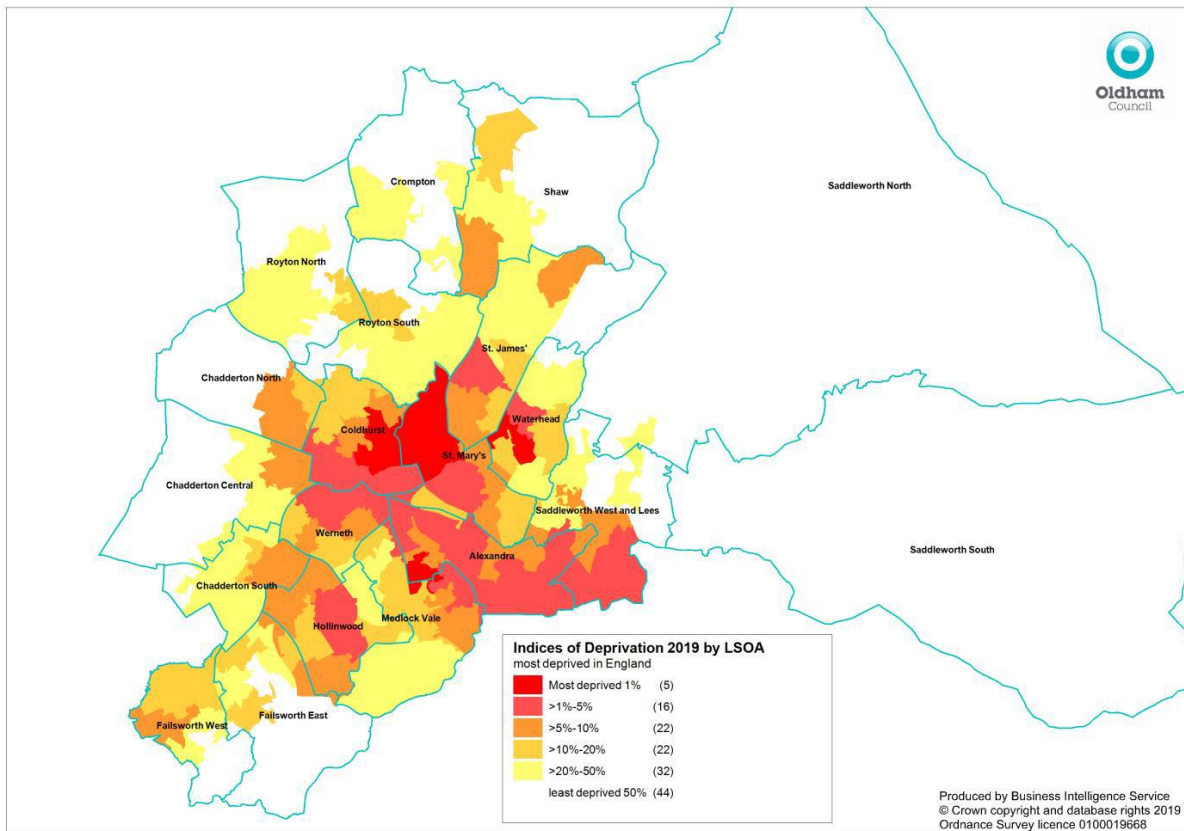 Oldham
Council
Crompton
Shaw
Saddleworth North
Royton North
Royton South
St. James'
Chadderton North
Waterhead
Coldhurst
St. Mary's
Chadderton Central
Saddleworth West and Lees
Werneth
Saddleworth South
Alexandra
Chadderton South
Medlock Vale
Hollinwood
Failsworth East
Failsworth West
Indices of Deprivation 2019 by LSOA
most deprived in England
Most deprived 1% (5)
>1%-5% (16)
>5%-10% (22)
>10%-20% (22)
>20%-50% (32)
least deprived 50% (44)
Produced by Business Intelligence Service
© Crown copyright and database rights 2019
Ordnance Survey licence 0100019668